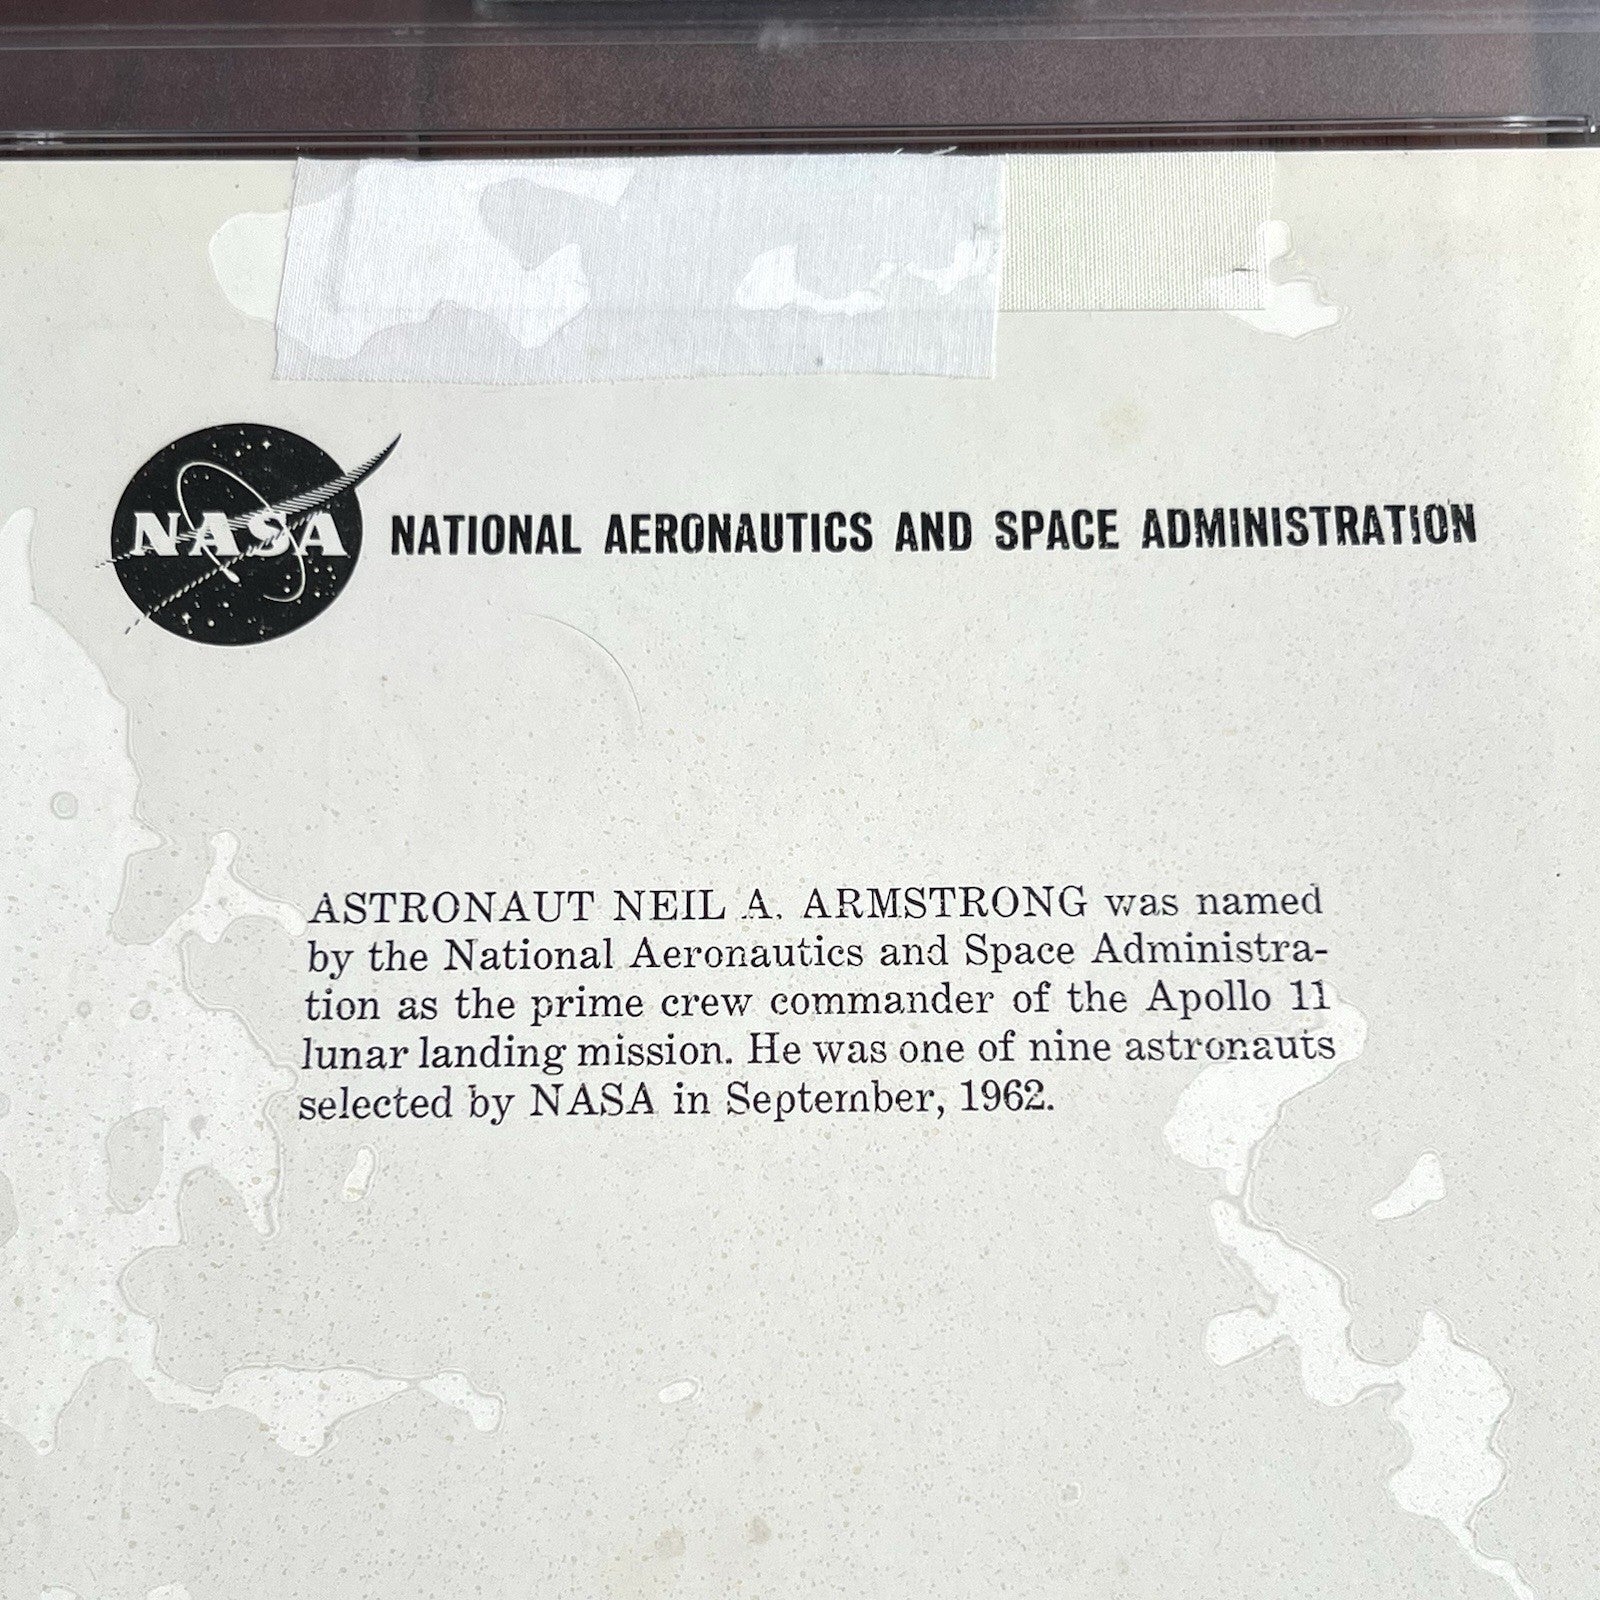 NASA NATIONAL AERONAUTICS AND SPACE ADMINISTRATION
ASTRONAUT NEIL A. ARMSTRONG was named
by the National Aeronautics and Space Administra-
tion as the prime crew commander of the Apollo 11
lunar landing mission. He was one of nine astronauts
selected by NASA in September, 1962.